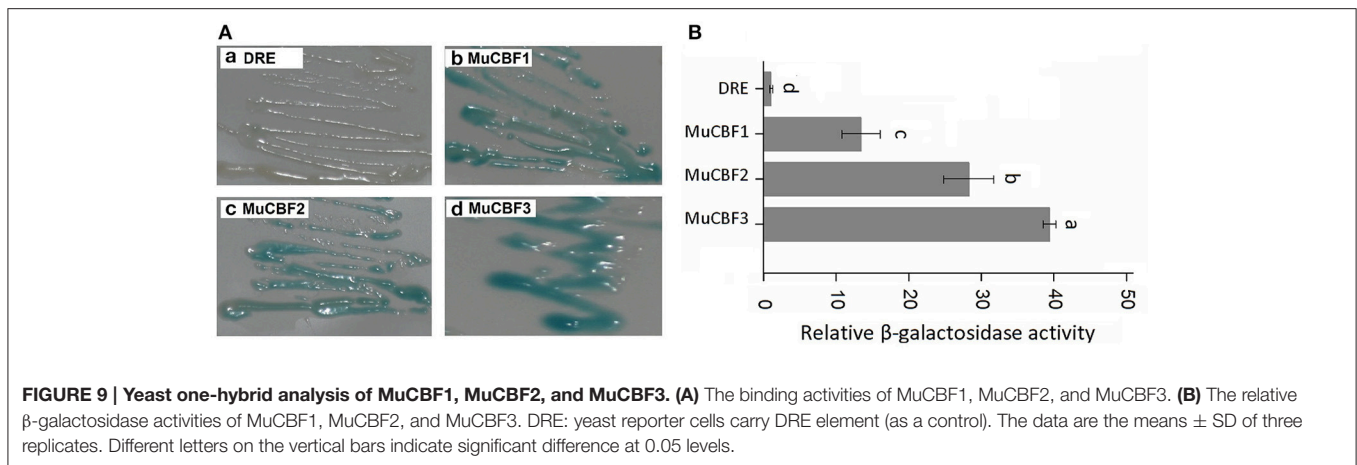 A
a DRE
b MuCBF1
c MuCBF2
d MuCBF3
B
DRE
d
MuCBF1
c
MuCBF2
b
MuCBF3
a
0
10
20
30
40
50
Relative β-galactosidase activity
FIGURE 9 | Yeast one-hybrid analysis of MuCBF1, MuCBF2, and MuCBF3. (A) The binding activities of MuCBF1, MuCBF2, and MuCBF3. (B) The relative
β-galactosidase activities of MuCBF1, MuCBF2, and MuCBF3. DRE: yeast reporter cells carry DRE element (as a control). The data are the means ± SD of three
replicates. Different letters on the vertical bars indicate significant difference at 0.05 levels.